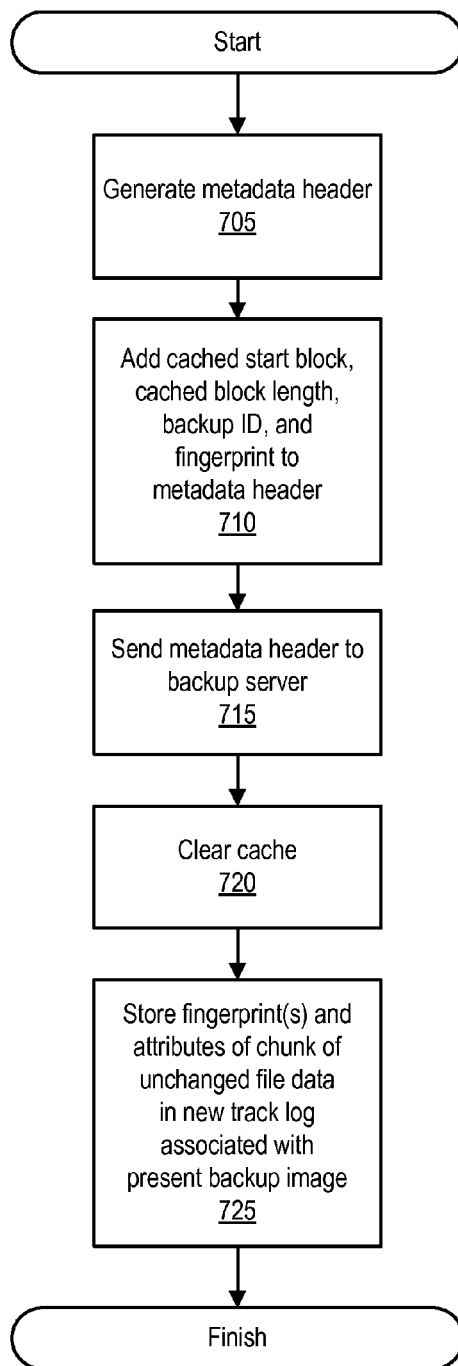 Start
Generate metadata header
705
Add cached start block,
cached block length,
backup ID, and
fingerprint to
metadata header
710
Send metadata header to
backup server
715
Clear cache
720
Store fingerprint(s) and
attributes of chunk of
unchanged file data
in new track log
associated with
present backup image
725
Finish